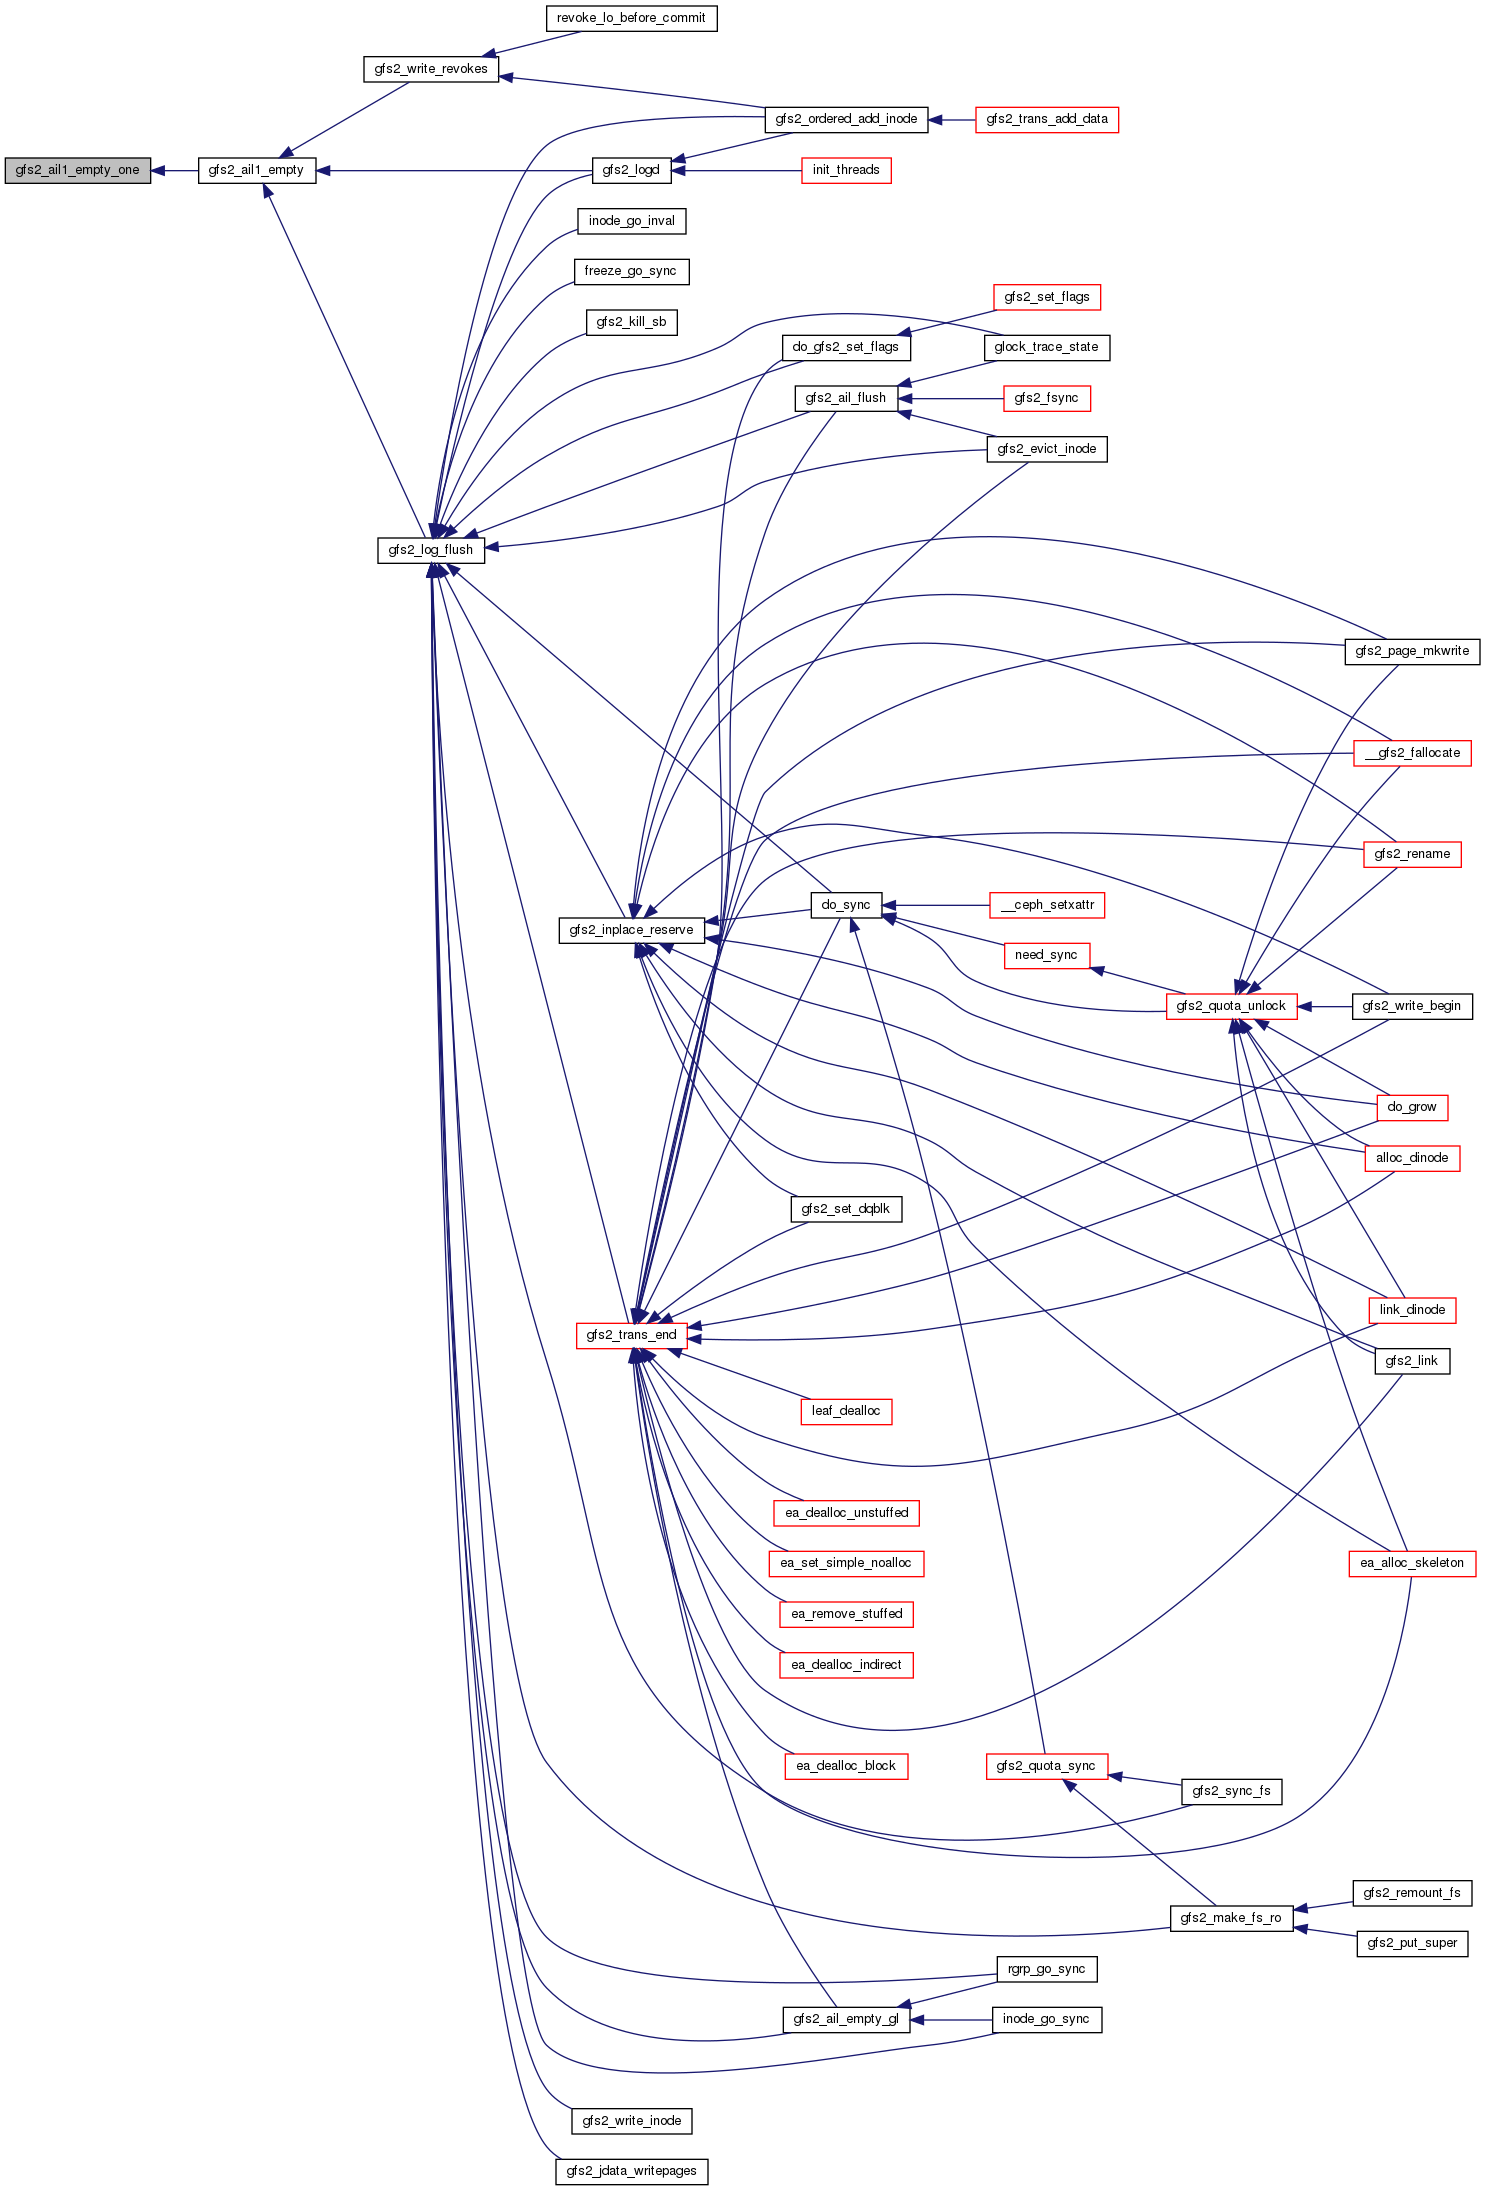 revoke_lo_before_commit
gfs2_write_revokes
gfs2_ordered_add_inode
gfs2_trans_add_data
gfs2_ail1_empty_one
gfs2_ail1_empty
gfs2_logd
init_threads
inode_go_inval
freeze_go_sync
gfs2_set_flags
gfs2_kill_sb
do_gfs2_set_flags
glock_trace_state
gfs2_ail_flush
gfs2_fsync
gfs2_evict_inode
gfs2_log_flush
gfs2_page_mkwrite
__gfs2_fallocate
gfs2_rename
do_sync
__ceph_setxattr
gfs2_inplace_reserve
need_sync
gfs2_quota_unlock
gfs2_write_begin
do_grow
alloc_dinode
gfs2_set_dqblk
link_dinode
gfs2_trans_end
gfs2_link
leaf_dealloc
ea_dealloc_unstuffed
ea_set_simple_noalloc
ea_alloc_skeleton
ea_remove_stuffed
ea_dealloc_indirect
ea_dealloc_block
gfs2_quota_sync
gfs2_sync_fs
gfs2_remount_fs
gfs2_make_fs_ro
gfs2_put_super
rgrp_go_sync
gfs2_ail_empty_gl
inode_go_sync
gfs2_write_inode
gfs2_jdata_writepages